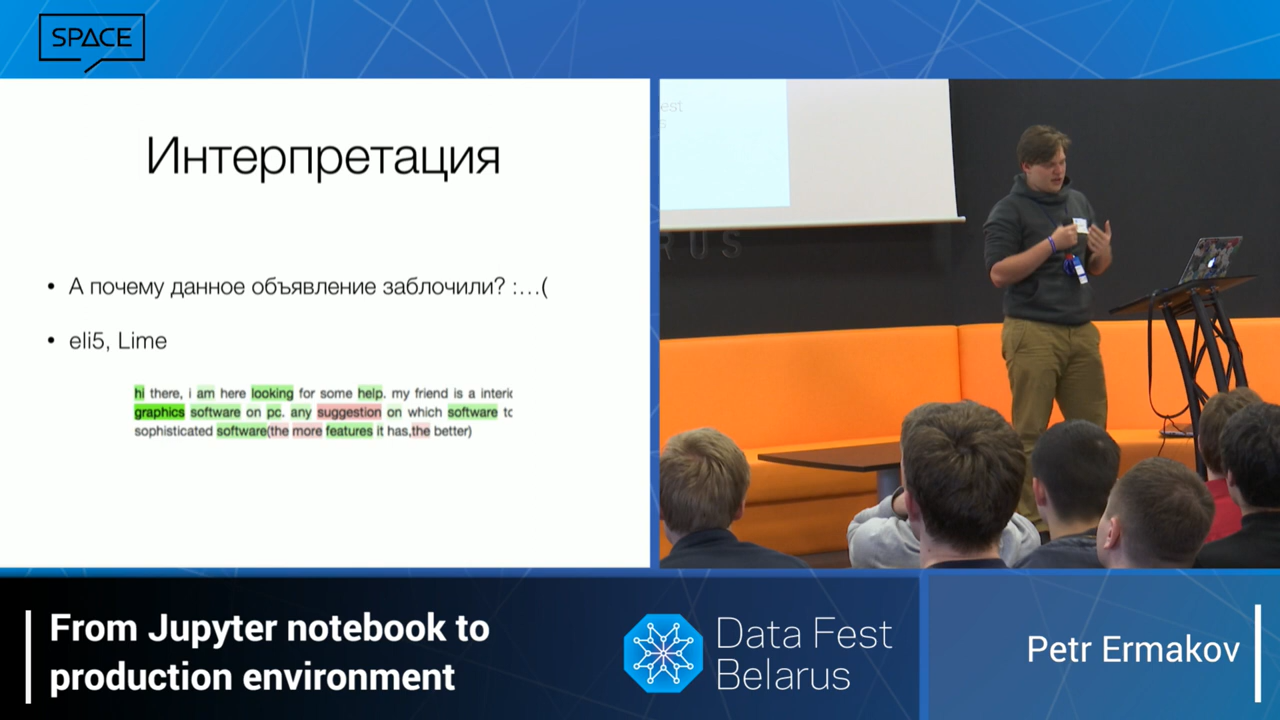 SPACE
Интерпретация
• А почему данное объявление заблочили? :…(
• eli5, Lime
hi there, i am here looking for some help. my friend is a interi
graphics software on pc. any suggestion on which software to
sophisticated software(the more features it has,the better)
est
s
RUS
From Jupyter notebook to
production environment
Data Fest
Belarus
Petr Ermakov